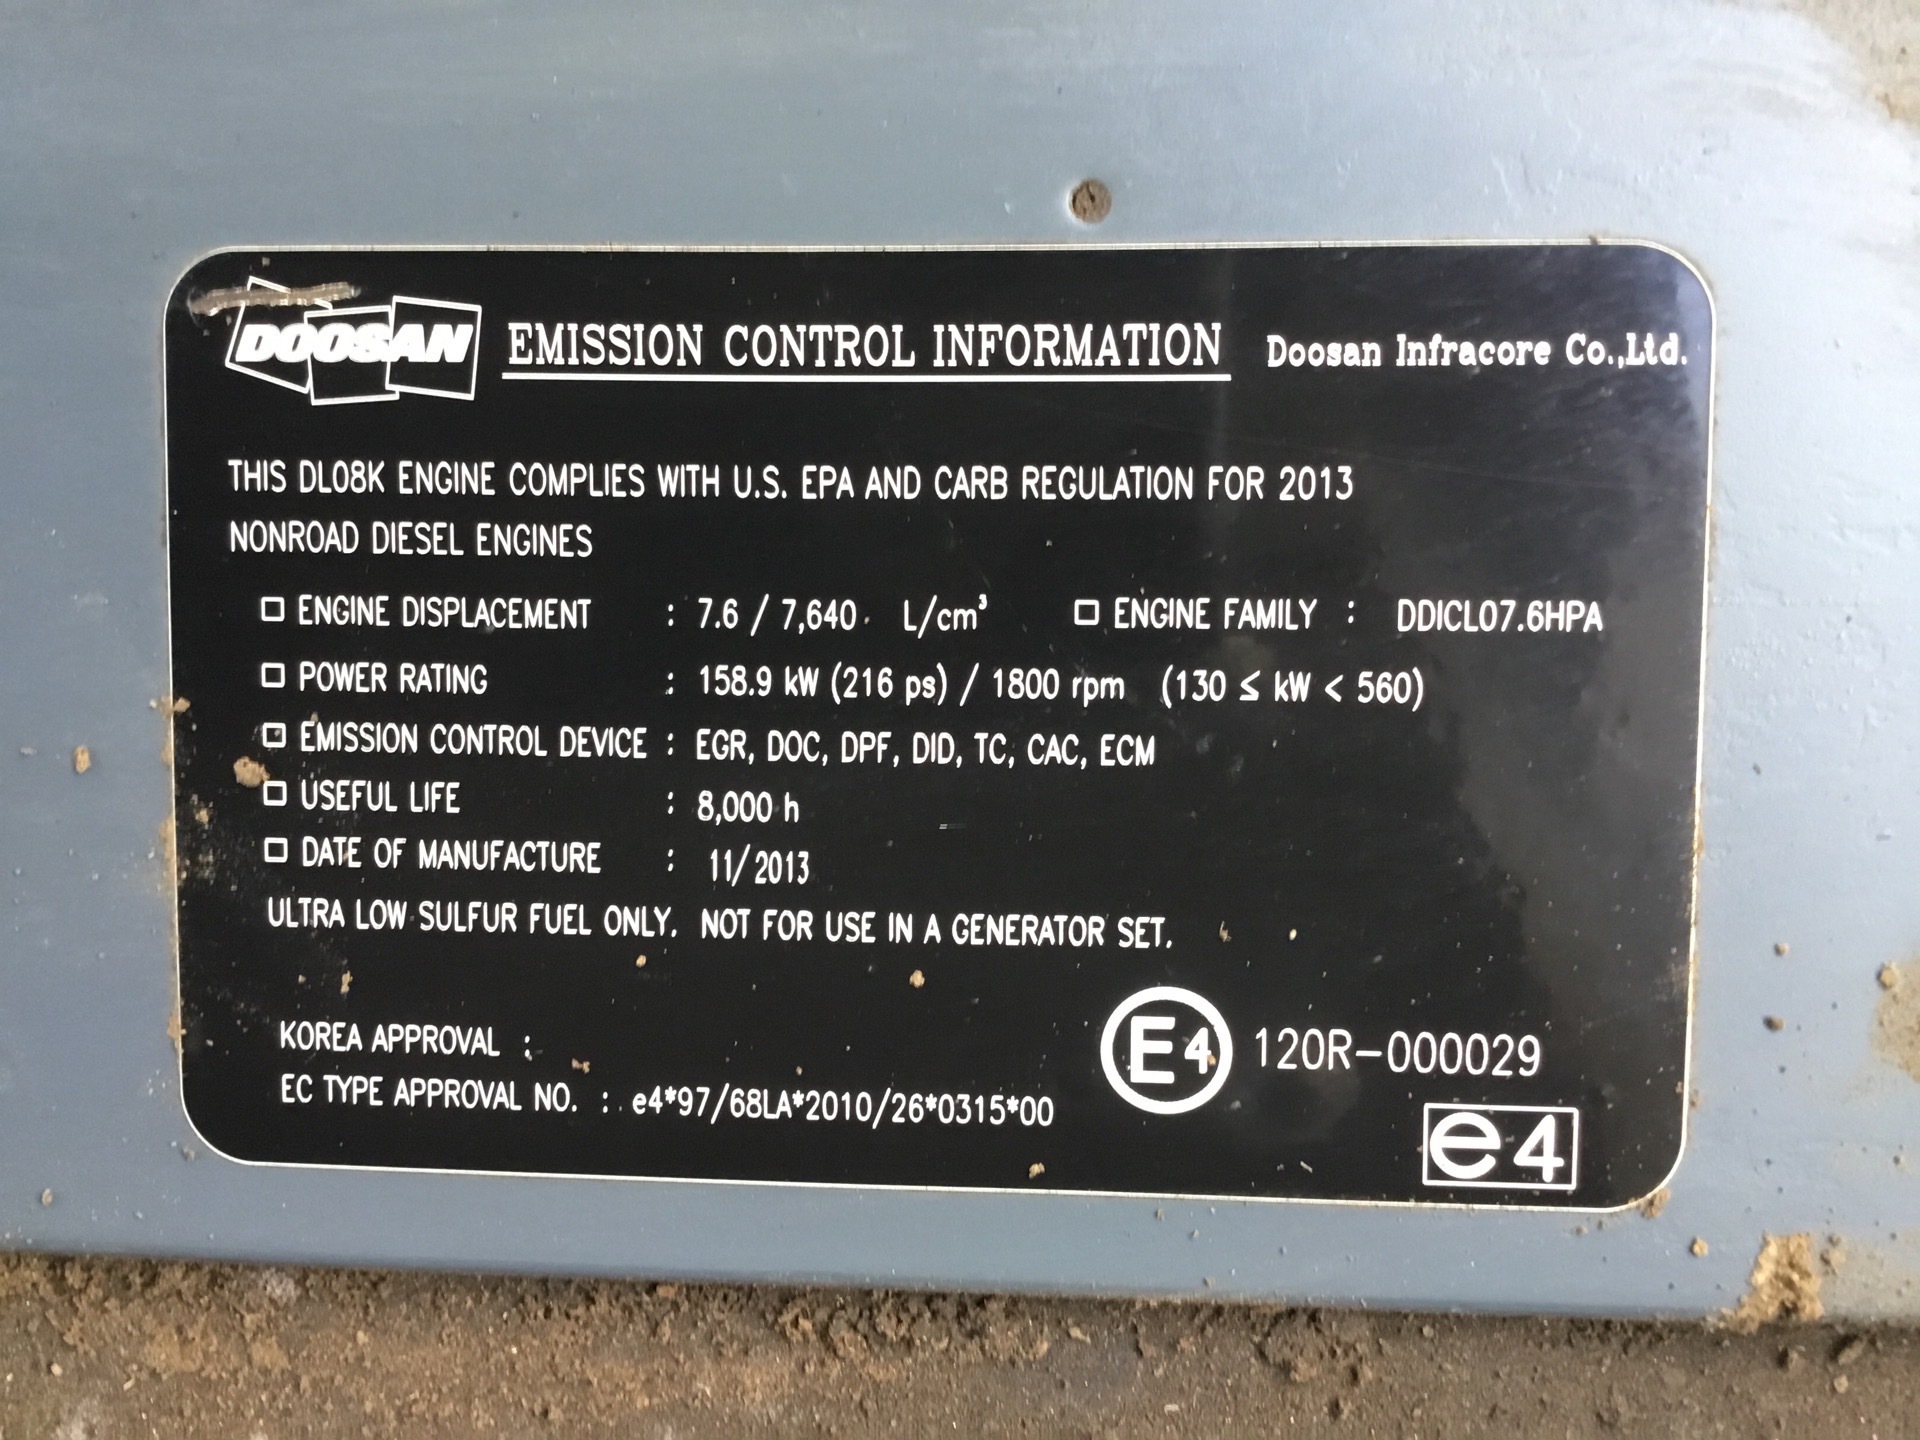 DOOSAN EMISSION CONTROL INFORMATION Doosan Infracore Co.,Ltd.
THIS DL08K ENGINE COMPLIES WITH U.S. EPA AND CARB REGULATION FOR 2013
NONROAD DIESEL ENGINES
□ ENGINE DISPLACEMENT : 7.6 / 7,640 L/cm³ □ ENGINE FAMILY : DDICL07.6HPA
□ POWER RATING : 158.9 kW (216 ps) / 1800 rpm (130 ≤ kW < 560)
□ EMISSION CONTROL DEVICE : EGR, DOC, DPF, DID, TC, CAC, ECM
□ USEFUL LIFE : 8,000 h
□ DATE OF MANUFACTURE : 11/2013
ULTRA LOW SULFUR FUEL ONLY. NOT FOR USE IN A GENERATOR SET.
KOREA APPROVAL :
E4 120R-000029
EC TYPE APPROVAL NO. : e4*97/68LA*2010/26*0315*00
e4